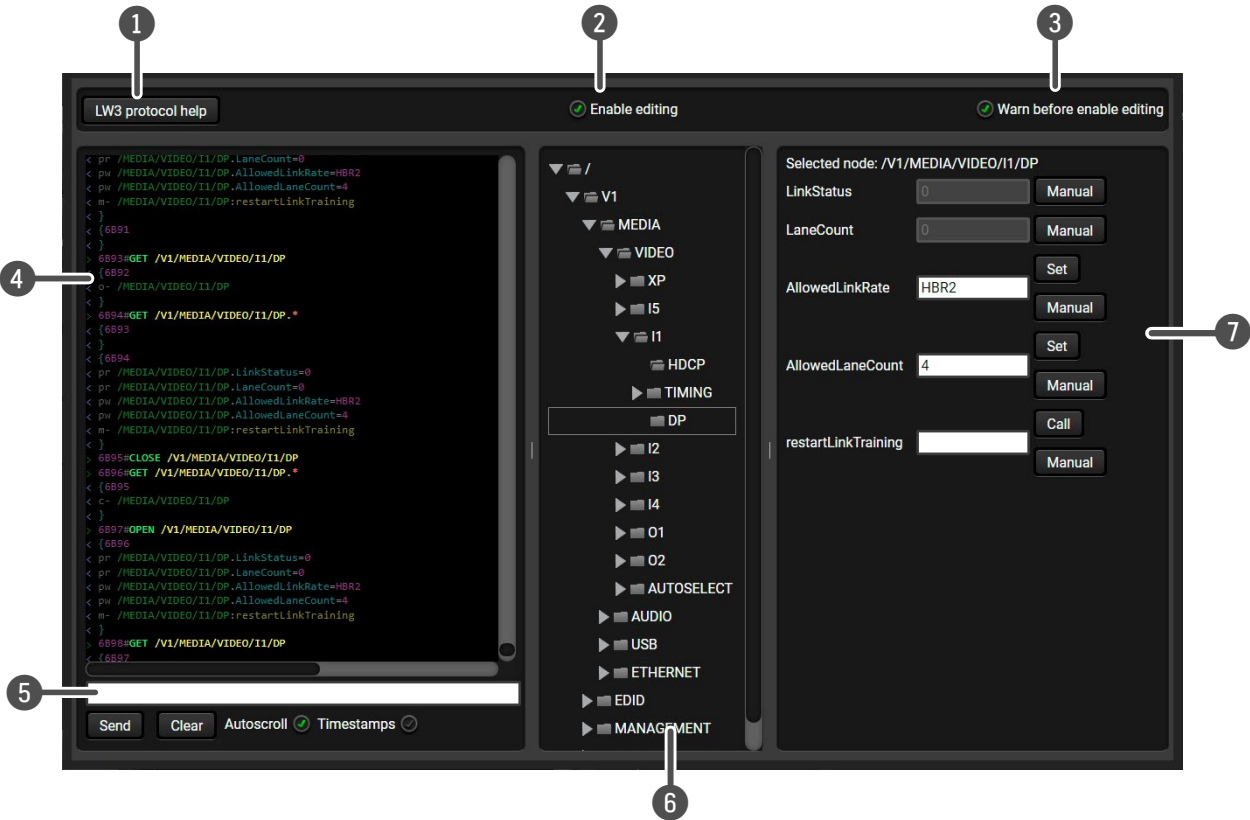 1
2
3
LW3 protocol help
Enable editing
Warn before enable editing
< pr /MEDIA/VIDEO/I1/DP.LaneCount=0
< pw /MEDIA/VIDEO/I1/DP.AllowedLinkRate=HBR2
< pw /MEDIA/VIDEO/I1/DP.AllowedLaneCount=4
< m- /MEDIA/VIDEO/I1/DP:restartLinkTraining
< }
< {6B91
< }
> 6B93#GET /V1/MEDIA/VIDEO/I1/DP
< {6B92
< o- /MEDIA/VIDEO/I1/DP
< }
> 6B94#GET /V1/MEDIA/VIDEO/I1/DP.*
< {6B93
< }
< {6B94
< pr /MEDIA/VIDEO/I1/DP.LinkStatus=0
< pr /MEDIA/VIDEO/I1/DP.LaneCount=0
< pw /MEDIA/VIDEO/I1/DP.AllowedLinkRate=HBR2
< pw /MEDIA/VIDEO/I1/DP.AllowedLaneCount=4
< m- /MEDIA/VIDEO/I1/DP:restartLinkTraining
< }
> 6B95#CLOSE /V1/MEDIA/VIDEO/I1/DP
> 6B96#GET /V1/MEDIA/VIDEO/I1/DP.*
< {6B95
< c- /MEDIA/VIDEO/I1/DP
< }
> 6B97#OPEN /V1/MEDIA/VIDEO/I1/DP
< {6B96
< pr /MEDIA/VIDEO/I1/DP.LinkStatus=0
< pr /MEDIA/VIDEO/I1/DP.LaneCount=0
< pw /MEDIA/VIDEO/I1/DP.AllowedLinkRate=HBR2
< pw /MEDIA/VIDEO/I1/DP.AllowedLaneCount=4
< m- /MEDIA/VIDEO/I1/DP:restartLinkTraining
< }
> 6B98#GET /V1/MEDIA/VIDEO/I1/DP
< {6B97
4
5
Send
Clear
Autoscroll
Timestamps
/
V1
MEDIA
VIDEO
XP
I5
I1
HDCP
TIMING
DP
I2
I3
I4
O1
O2
AUTOSELECT
AUDIO
USB
ETHERNET
EDID
MANAGEMENT
6
Selected node: /V1/MEDIA/VIDEO/I1/DP
LinkStatus 0 Manual
LaneCount 0 Manual
Set
AllowedLinkRate HBR2
Manual
Set
AllowedLaneCount 4
Manual
Call
restartLinkTraining
Manual
7